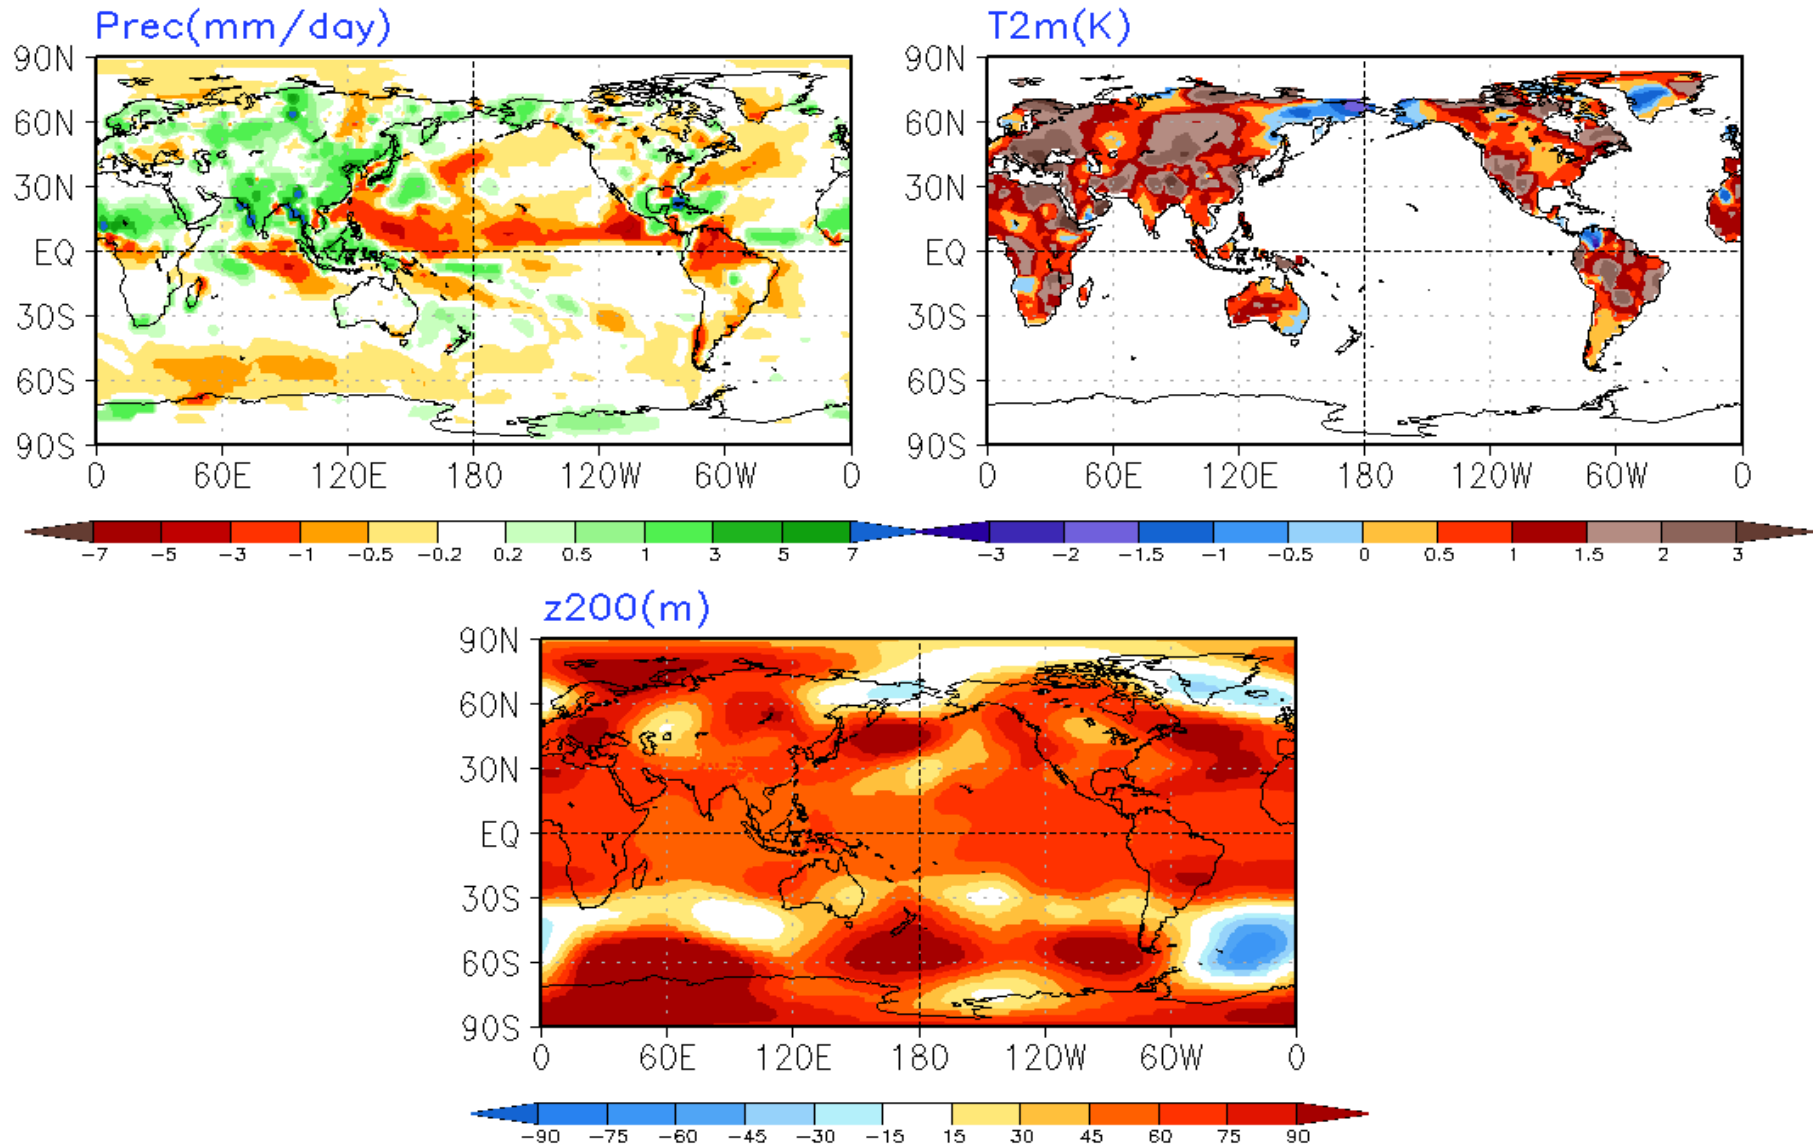 Prec(mm/day)
T2m(K)
90N
60N
30N
EQ
30S
60S
90S
0 60E 120E 180 120W 60W 0
90N
60N
30N
EQ
30S
60S
90S
0 60E 120E 180 120W 60W 0
-7 -5 -3 -1 -0.5 -0.2 0.2 0.5 1 3 5 7
-3 -2 -1.5 -1 -0.5 0 0.5 1 1.5 2 3
z200(m)
90N
60N
30N
EQ
30S
60S
90S
0 60E 120E 180 120W 60W 0
-90 -75 -60 -45 -30 -15 15 30 45 60 75 90